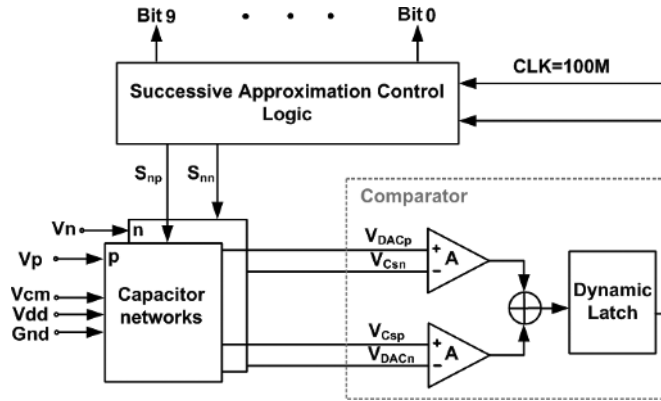 Bit 9
Bit 0
Successive Approximation Control
Logic
CLK=100M
Snp
Snn
Comparator
Vn
n
Vp
p
Vcm
Vdd
Gnd
Capacitor
networks
VDACp
VCsn
+
−
A
VCsp
VDACn
+
−
A
Dynamic
Latch